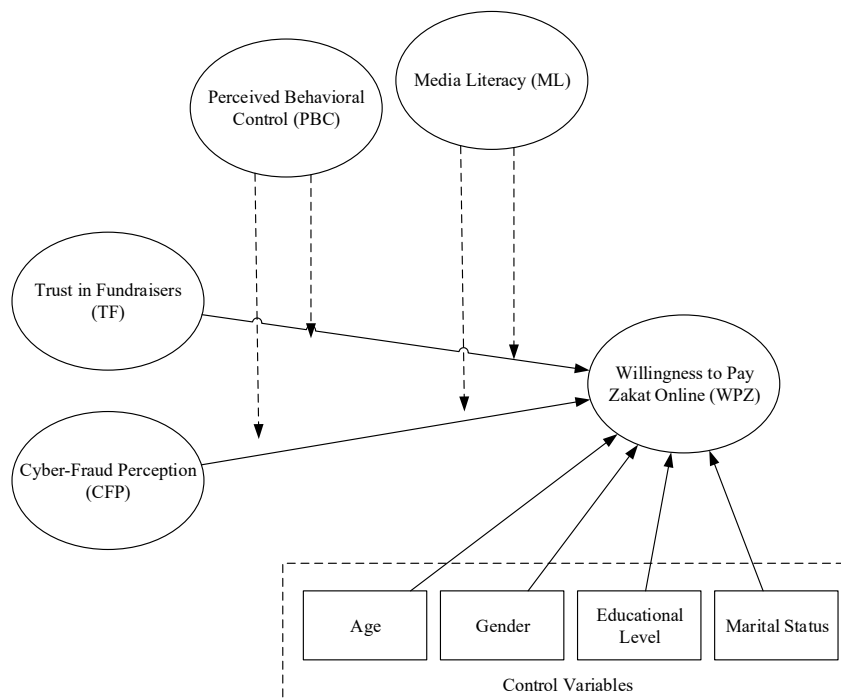 Perceived Behavioral
Control (PBC)
Media Literacy (ML)
Trust in Fundraisers
(TF)
Willingness to Pay
Zakat Online (WPZ)
Cyber-Fraud Perception
(CFP)
Age
Gender
Educational
Level
Marital Status
Control Variables